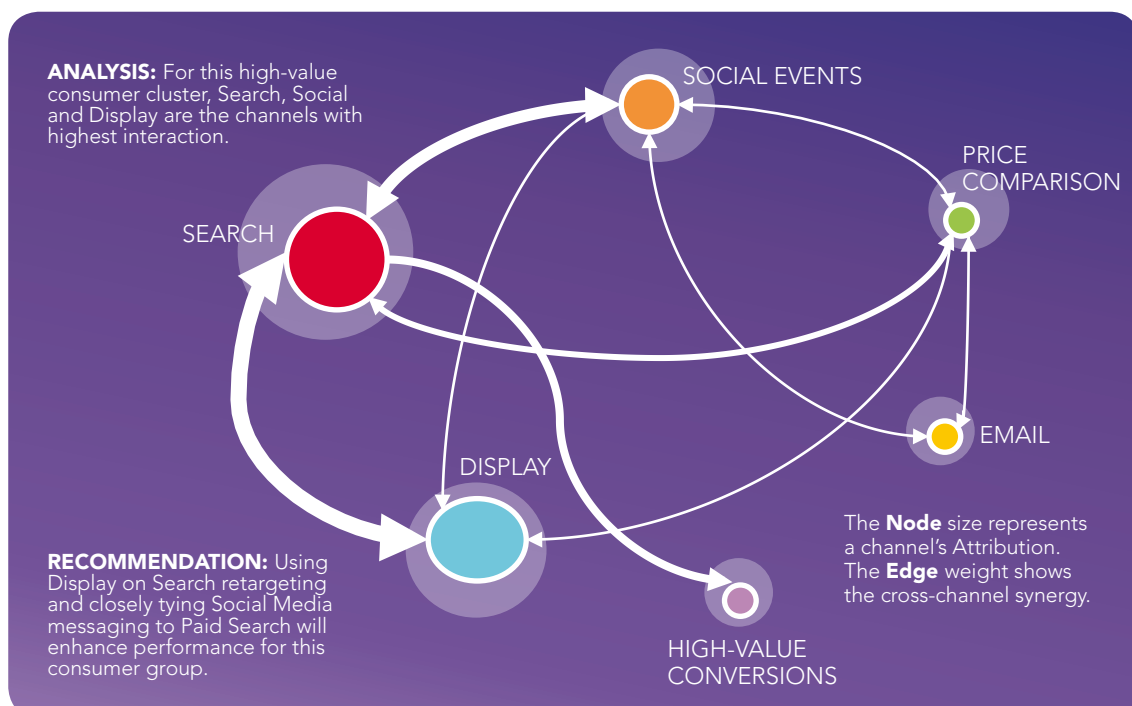 ANALYSIS: For this high-value
consumer cluster, Search, Social
and Display are the channels with
highest interaction.
SOCIAL EVENTS
PRICE
COMPARISON
SEARCH
EMAIL
DISPLAY
The Node size represents
a channel's Attribution.
The Edge weight shows
the cross-channel synergy.
RECOMMENDATION: Using
Display on Search retargeting
and closely tying Social Media
messaging to Paid Search will
enhance performance for this
consumer group.
HIGH-VALUE
CONVERSIONS